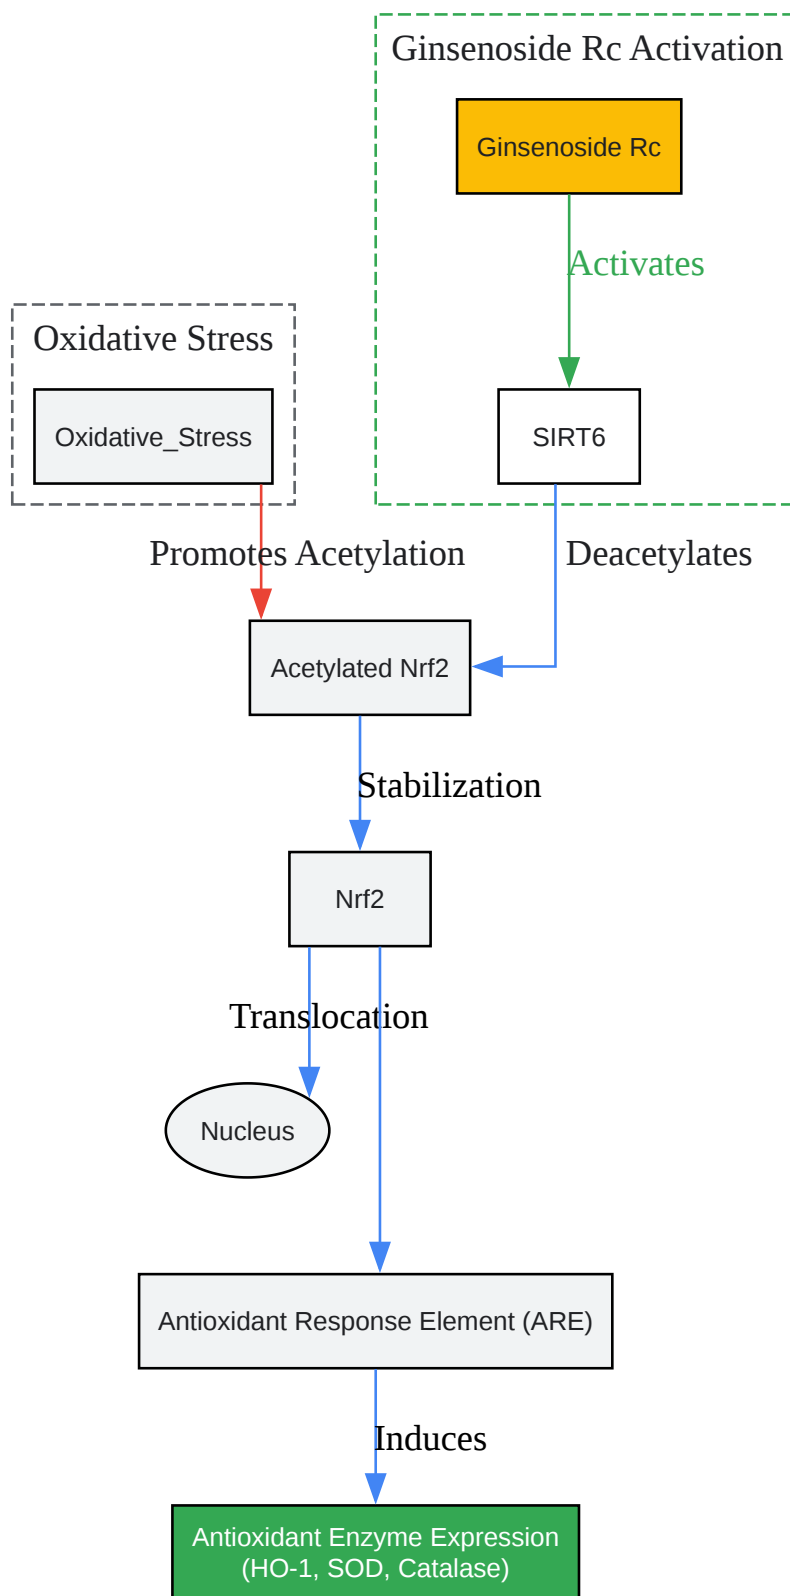 Ginsenoside Rc Activation
Ginsenoside Rc
Activates
Oxidative Stress
Oxidative_Stress
SIRT6
Promotes Acetylation
Deacetylates
Acetylated Nrf2
Stabilization
Nrf2
Translocation
Nucleus
Antioxidant Response Element (ARE)
Induces
Antioxidant Enzyme Expression
(HO-1, SOD, Catalase)